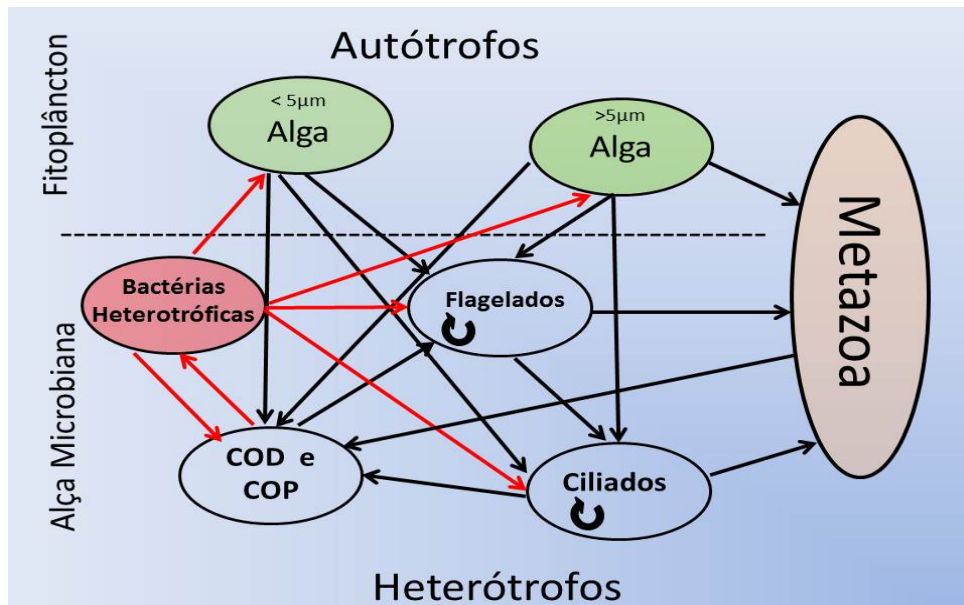 Autótrofos
Fitoplâncton
< 5µm
Alga
>5µm
Alga
Metazoa
Bactérias
Heterotróficas
Flagelados
Alça Microbiana
COD e
COP
Ciliados
Heterótrofos